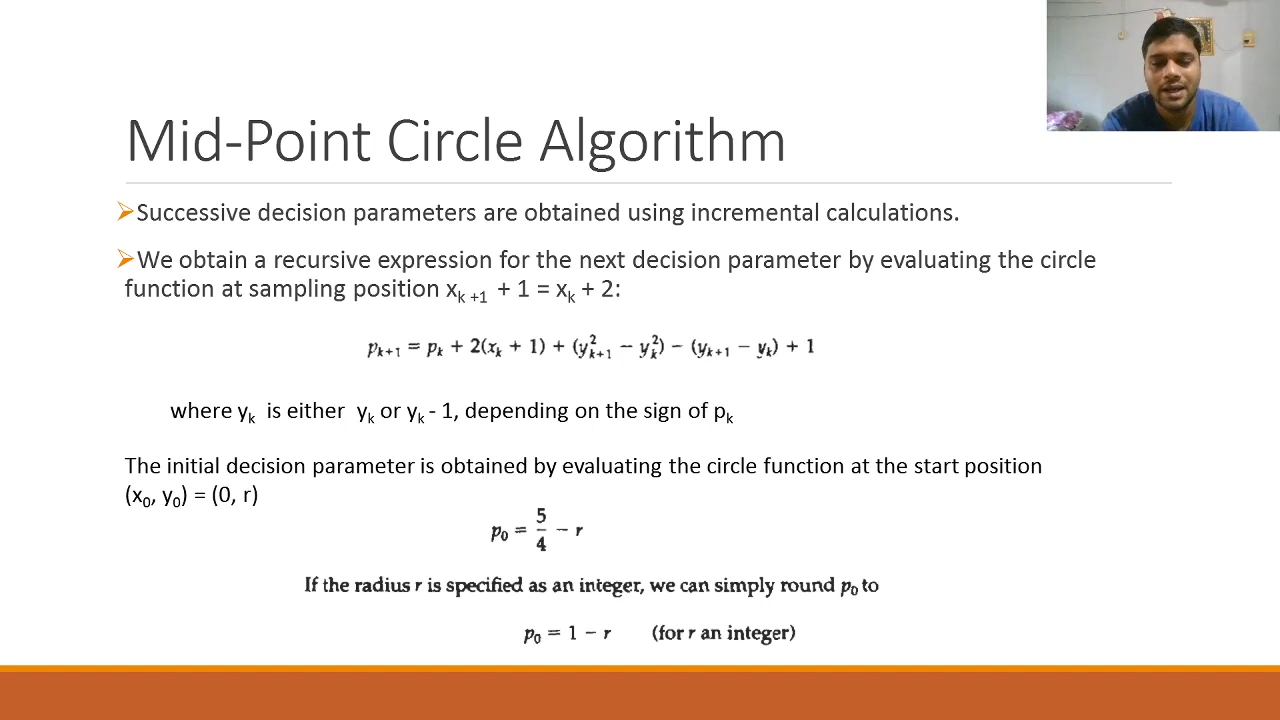 Mid-Point Circle Algorithm
➢Successive decision parameters are obtained using incremental calculations.
➢We obtain a recursive expression for the next decision parameter by evaluating the circle
function at sampling position xₖ ₊₁ + 1 = xₖ + 2:
pₖ₊₁ = pₖ + 2(xₖ + 1) + (y²ₖ₊₁ − y²ₖ) − (yₖ₊₁ − yₖ) + 1
where yₖ is either yₖ or yₖ - 1, depending on the sign of pₖ
The initial decision parameter is obtained by evaluating the circle function at the start position
(x₀, y₀) = (0, r)
p₀ = 5/4 − r
If the radius r is specified as an integer, we can simply round p₀ to
p₀ = 1 − r (for r an integer)